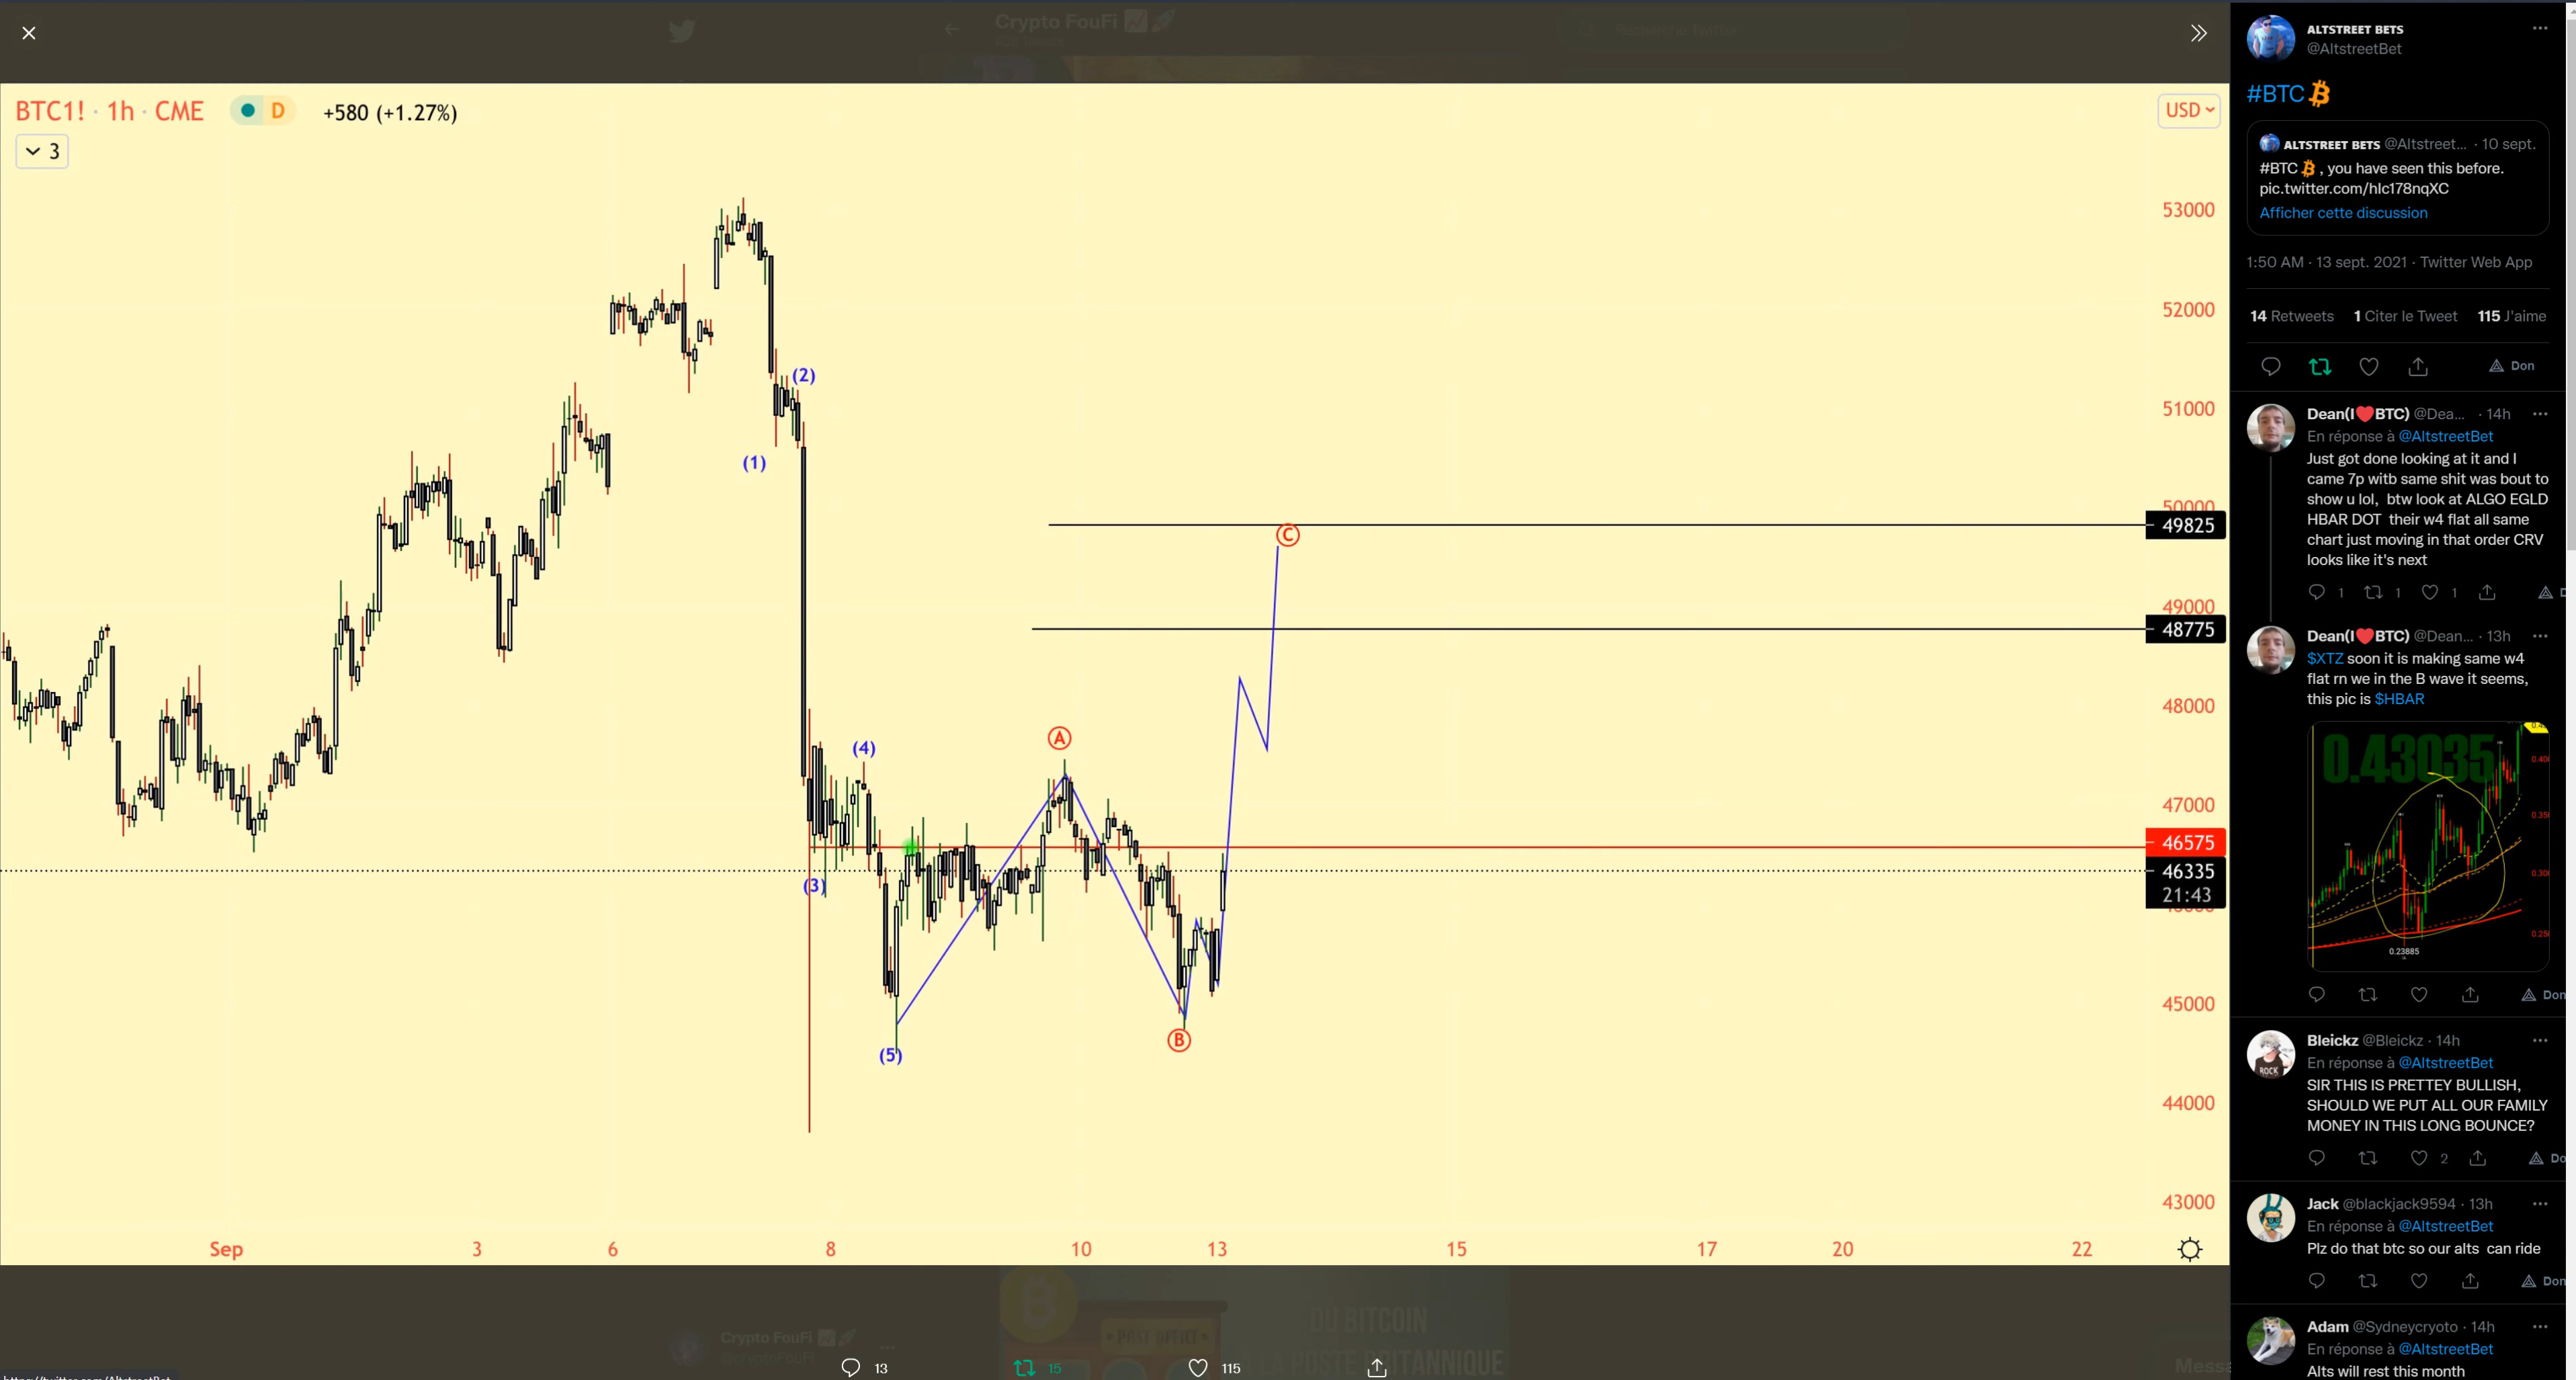 Crypto FouFi
BTC1! · 1h · CME
D
+580 (+1.27%)
3
USD
53000
52000
51000
50000
49825
49000
48775
48000
47000
46575
46335
21:43
45000
44000
43000
(1)
(2)
(3)
(4)
(5)
A
B
C
Sep
3
6
8
10
13
15
17
20
22
DU BITCOIN
POST OFFICE
Crypto FouFi
13
15
115
ALTSTREET BETS
@AltstreetBet
#BTC
ALTSTREET BETS @Altstreet... · 10 sept.
#BTC , you have seen this before.
pic.twitter.com/hIc178nqXC
Afficher cette discussion
1:50 AM · 13 sept. 2021 · Twitter Web App
14 Retweets 1 Citer le Tweet 115 J'aime
Don
Dean(I❤️BTC) @Dea... · 14h
En réponse à @AltstreetBet
Just got done looking at it and I
came 7p witb same shit was bout to
show u lol, btw look at ALGO EGLD
HBAR DOT their w4 flat all same
chart just moving in that order CRV
looks like it's next
1 1 1
Dean(I❤️BTC) @Dean... · 13h
$XTZ soon it is making same w4
flat rn we in the B wave it seems,
this pic is $HBAR
0.43035
0.23885
Don
Bleickz @Bleickz · 14h
En réponse à @AltstreetBet
SIR THIS IS PRETTEY BULLISH,
SHOULD WE PUT ALL OUR FAMILY
MONEY IN THIS LONG BOUNCE?
2
Do
Jack @blackjack9594 · 13h
En réponse à @AltstreetBet
Plz do that btc so our alts can ride
Don
Adam @Sydneycryoto · 14h
En réponse à @AltstreetBet
Alts will rest this month